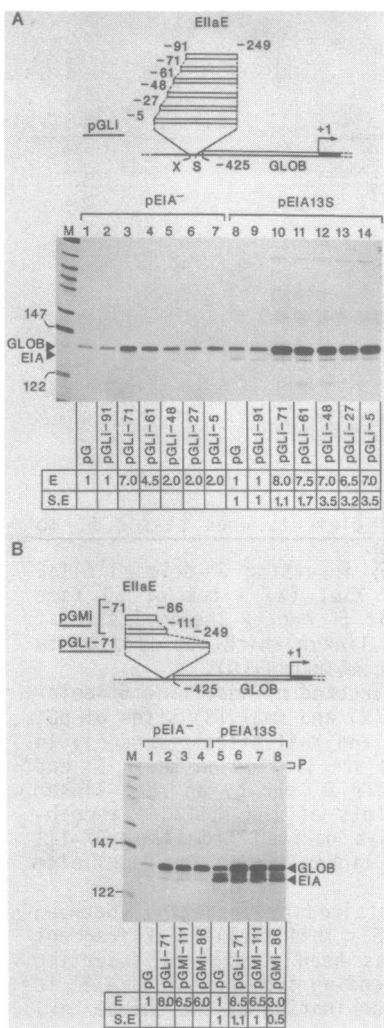 A
EIIaE
-91
-249
-71
-61
-48
-27
-5
pGLi
+1
X S -425 GLOB
pEIA⁻ pEIA13S
M 1 2 3 4 5 6 7 8 9 10 11 12 13 14
147
GLOB
EIA
122
pG pGLi-91 pGLi-71 pGLi-61 pGLi-48 pGLi-27 pGLi-5 pG pGLi-91 pGLi-71 pGLi-61 pGLi-48 pGLi-27 pGLi-5
E 1 1 7.0 4.5 2.0 2.0 2.0 1 1 8.0 7.5 7.0 6.5 7.0
S.E 1 1 1.1 1.7 3.5 3.2 3.5
B
EIIaE
-71 -86
pGMi
-111
pGLi-71 -249
+1
-425 GLOB
pEIA⁻ pEIA13S
M 1 2 3 4 5 6 7 8
P
147
GLOB
EIA
122
pG pGLi-71 pGMi-111 pGMi-86 pG pGLi-71 pGMi-111 pGMi-86
E 1 8.0 6.5 6.0 1 8.5 6.5 3.0
S.E 1 1.1 1 0.5